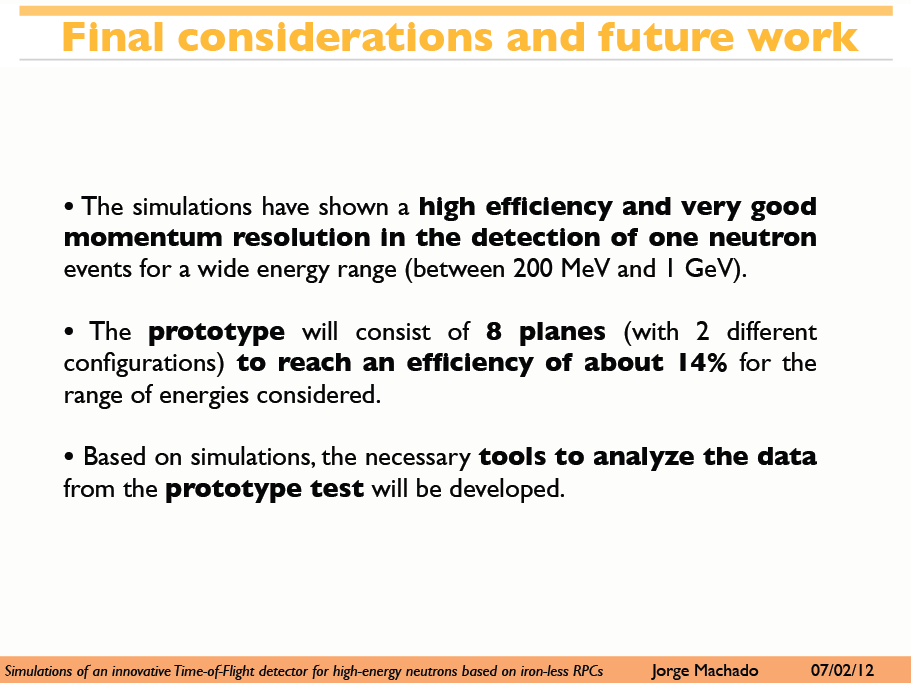 Final considerations and future work
• The simulations have shown a high efficiency and very good
momentum resolution in the detection of one neutron
events for a wide energy range (between 200 MeV and 1 GeV).
• The prototype will consist of 8 planes (with 2 different
configurations) to reach an efficiency of about 14% for the
range of energies considered.
• Based on simulations, the necessary tools to analyze the data
from the prototype test will be developed.
Simulations of an innovative Time-of-Flight detector for high-energy neutrons based on iron-less RPCs Jorge Machado 07/02/12